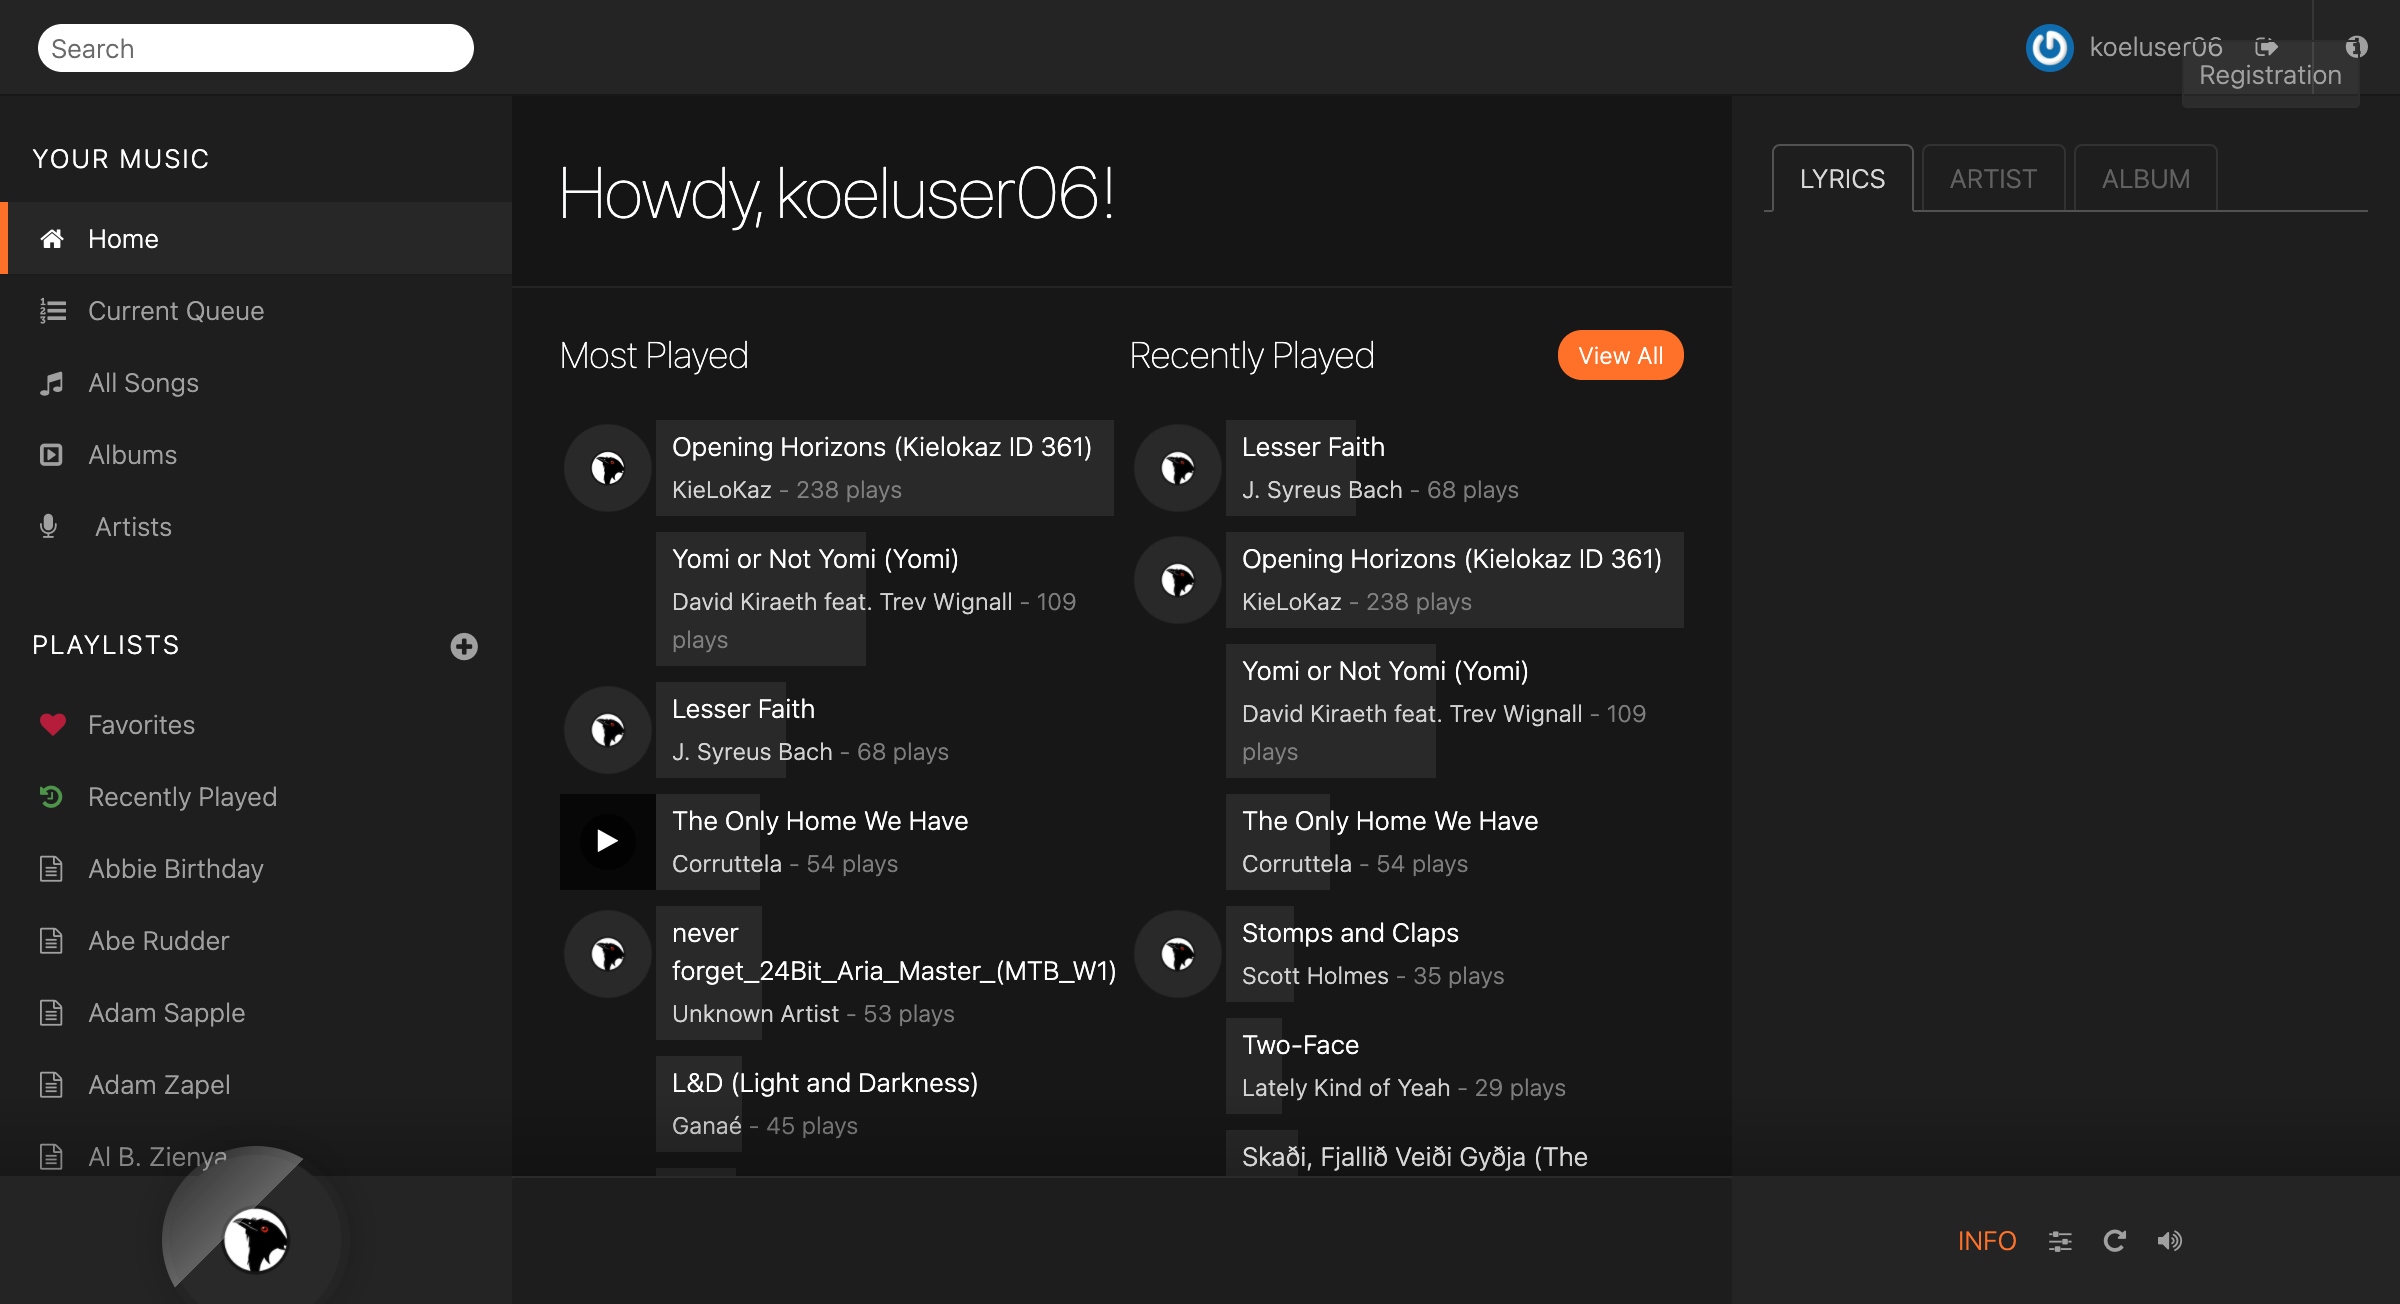 Search
koeluser06
Registration
YOUR MUSIC
Home
Current Queue
All Songs
Albums
Artists
PLAYLISTS
Favorites
Recently Played
Abbie Birthday
Abe Rudder
Adam Sapple
Adam Zapel
Al B. Zienya
Howdy, koeluser06!
Most Played
Opening Horizons (Kielokaz ID 361)
KieLoKaz - 238 plays
Yomi or Not Yomi (Yomi)
David Kiraeth feat. Trev Wignall - 109
plays
Lesser Faith
J. Syreus Bach - 68 plays
The Only Home We Have
Corruttela - 54 plays
never
forget_24Bit_Aria_Master_(MTB_W1)
Unknown Artist - 53 plays
L&D (Light and Darkness)
Ganaé - 45 plays
Recently Played
View All
Lesser Faith
J. Syreus Bach - 68 plays
Opening Horizons (Kielokaz ID 361)
KieLoKaz - 238 plays
Yomi or Not Yomi (Yomi)
David Kiraeth feat. Trev Wignall - 109
plays
The Only Home We Have
Corruttela - 54 plays
Stomps and Claps
Scott Holmes - 35 plays
Two-Face
Lately Kind of Yeah - 29 plays
Skaði, Fjallið Veiði Gyðja (The
LYRICS
ARTIST
ALBUM
INFO